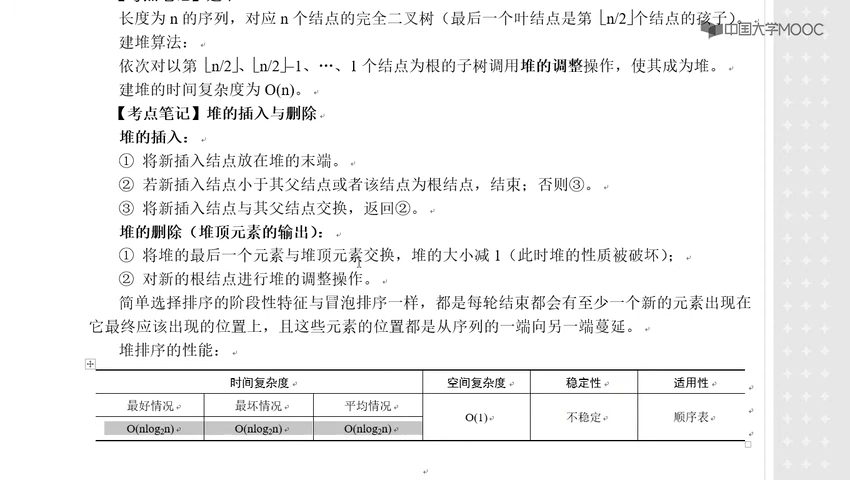 长度为 n 的序列，对应 n 个结点的完全二叉树（最后一个叶结点是第 ⌊n/2⌋个结点的孩子）。
中国大学MOOC
建堆算法：
依次对以第 ⌊n/2⌋、⌊n/2⌋−1、…、1 个结点为根的子树调用堆的调整操作，使其成为堆。
建堆的时间复杂度为 O(n)。
【考点笔记】堆的插入与删除
堆的插入：
① 将新插入结点放在堆的末端。
② 若新插入结点小于其父结点或者该结点为根结点，结束；否则③。
③ 将新插入结点与其父结点交换，返回②。
堆的删除（堆顶元素的输出）：
① 将堆的最后一个元素与堆顶元素交换，堆的大小减 1（此时堆的性质被破坏）；
② 对新的根结点进行堆的调整操作。
简单选择排序的阶段性特征与冒泡排序一样，都是每轮结束都会有至少一个新的元素出现在
它最终应该出现的位置上，且这些元素的位置都是从序列的一端向另一端蔓延。
堆排序的性能：
时间复杂度 空间复杂度 稳定性 适用性
最好情况 最坏情况 平均情况
O(1) 不稳定 顺序表
O(nlog₂n) O(nlog₂n) O(nlog₂n)